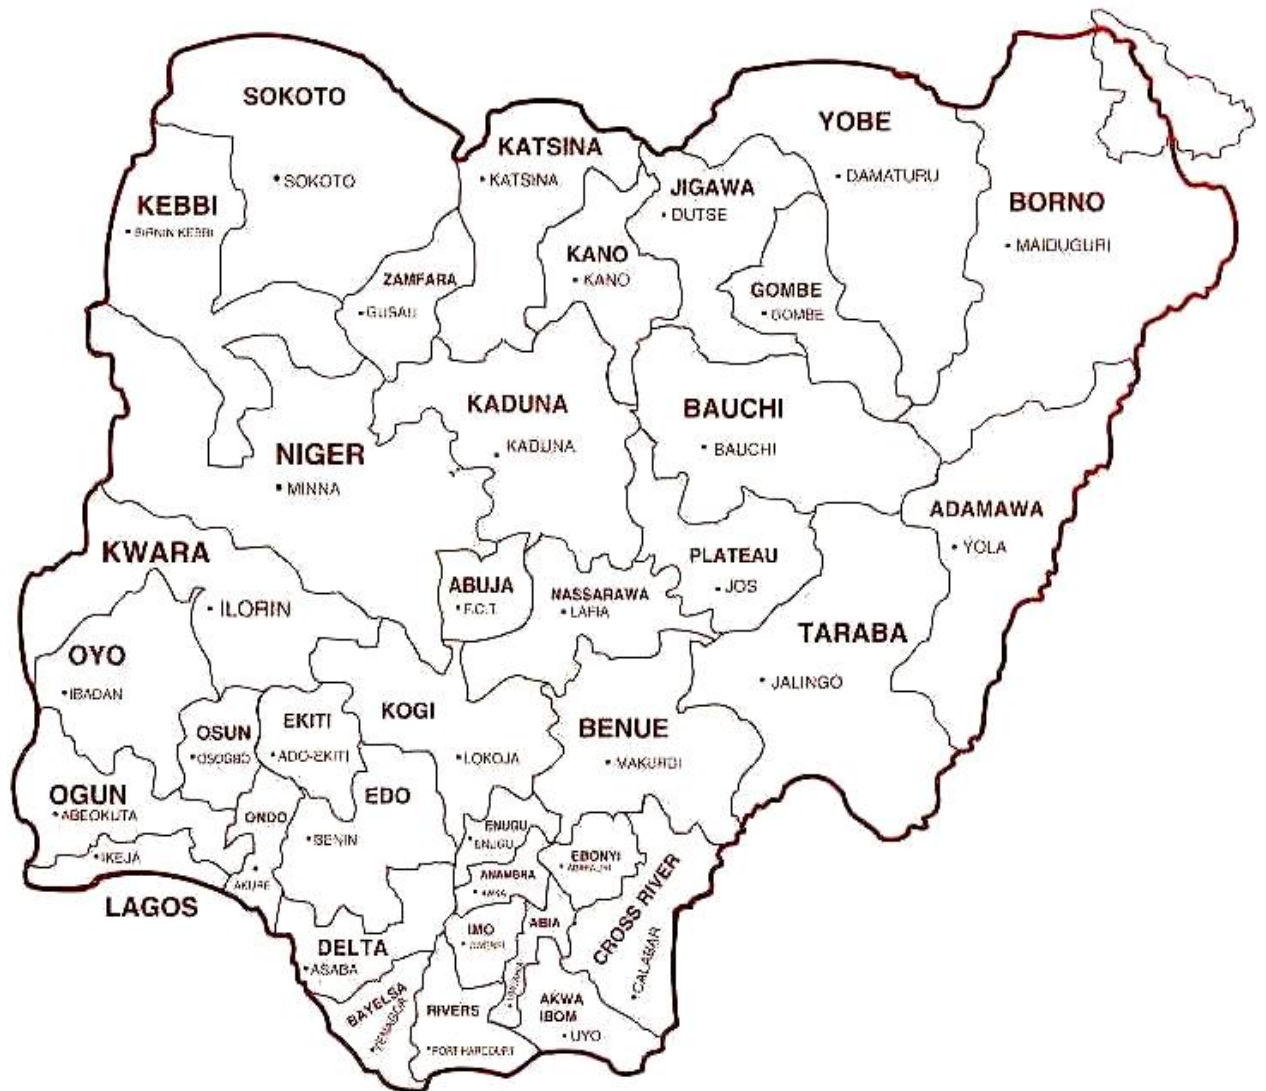 SOKOTO
• SOKOTO
KEBBI
• BIRNIN KEBBI
ZAMFARA
• GUSAU
KATSINA
• KATSINA
KANO
• KANO
JIGAWA
• DUTSE
YOBE
• DAMATURU
BORNO
• MAIDUGURI
GOMBE
• GOMBE
BAUCHI
• BAUCHI
KADUNA
• KADUNA
NIGER
• MINNA
ADAMAWA
• YOLA
KWARA
• ILORIN
ABUJA
• F.C.T.
NASSARAWA
• LAFIA
PLATEAU
• JOS
TARABA
• JALINGO
OYO
• IBADAN
OSUN
• OSOGBO
EKITI
• ADO-EKITI
KOGI
• LOKOJA
BENUE
• MAKURDI
OGUN
• ABEOKUTA
ONDO
• AKURE
EDO
• BENIN
• IKEJA
LAGOS
ENUGU
• ENUGU
EBONYI
ANAMBRA
IMO
ABIA
CROSS RIVER
• CALABAR
DELTA
• ASABA
BAYELSA
RIVERS
• PORT HARCOURT
AKWA
IBOM
• UYO